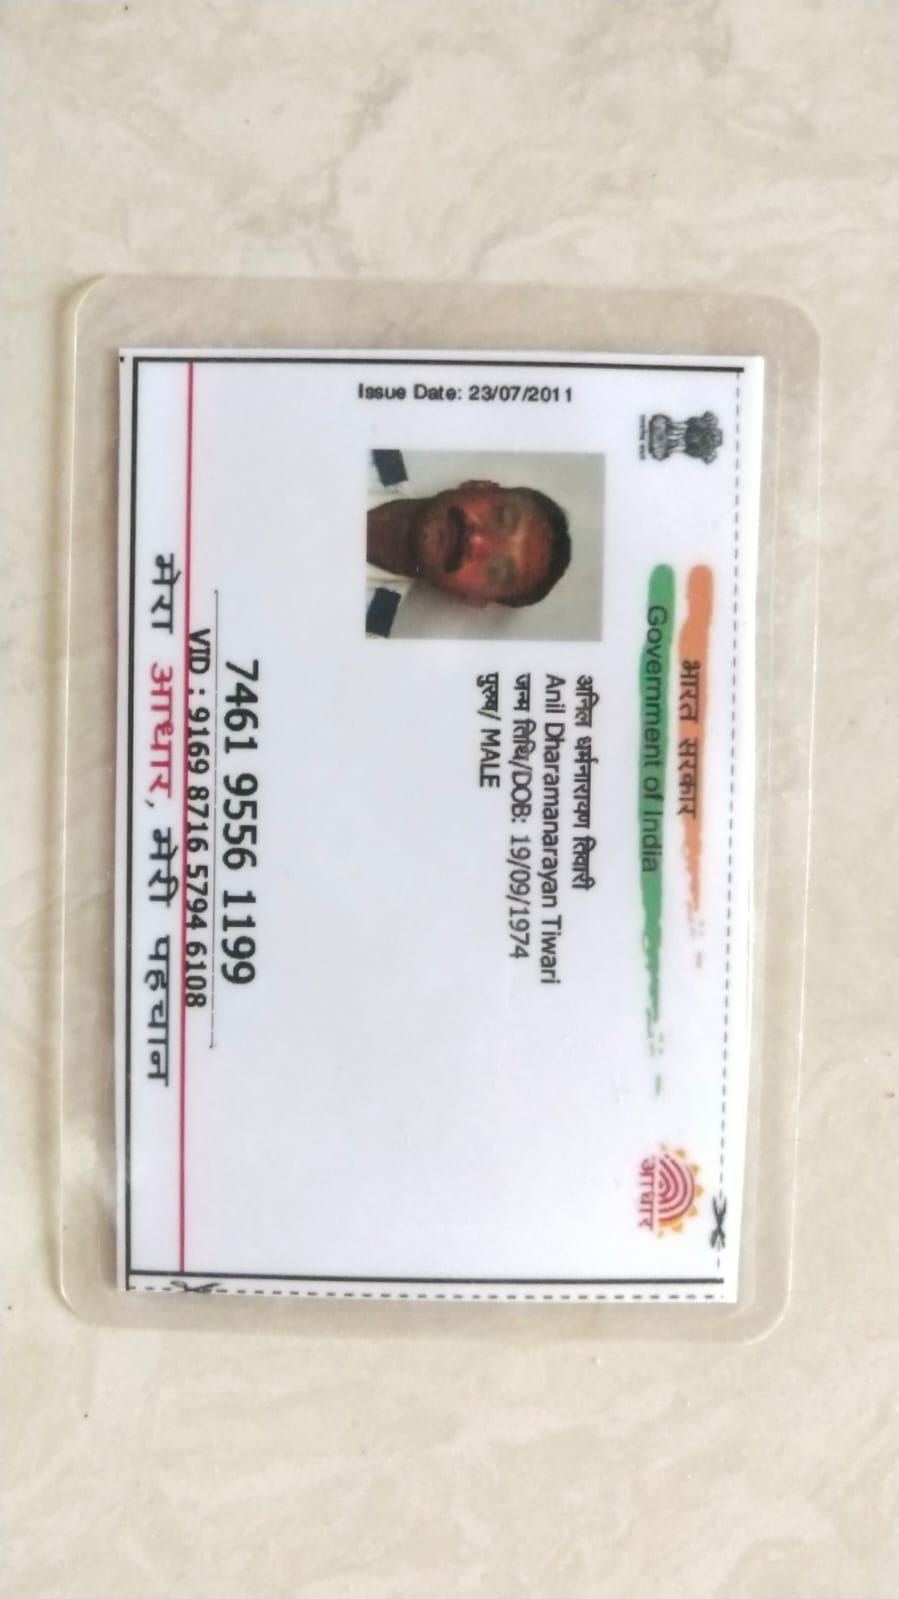 भारत सरकार
Government of India
Issue Date: 23/07/2011
अनिल धर्मनारायण तिवारी
Anil Dharamanarayan Tiwari
जन्म तिथि/DOB: 19/09/1974
पुरुष/ MALE
आधार
7461 9556 1199
VID : 9169 8716 5794 6108
मेरा आधार, मेरी पहचान